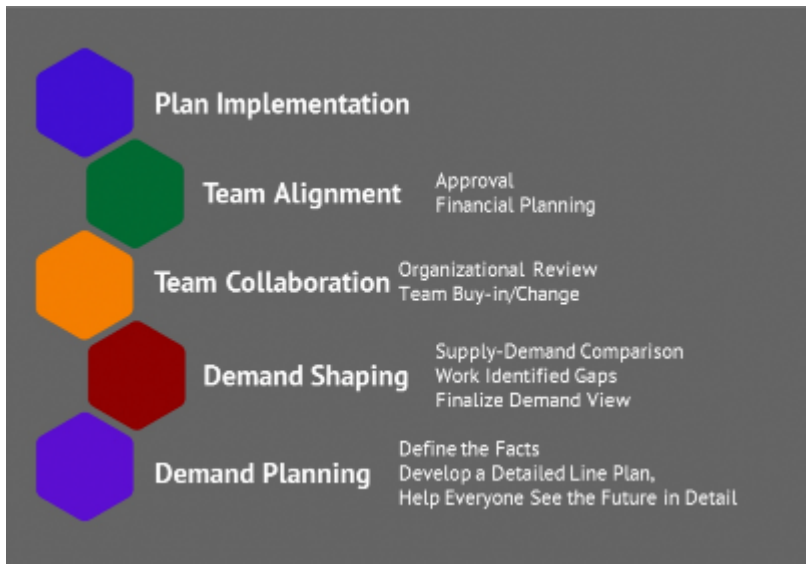 Plan Implementation
Team Alignment
Approval
Financial Planning
Team Collaboration
Organizational Review
Team Buy-in/Change
Demand Shaping
Supply-Demand Comparison
Work Identified Gaps
Finalize Demand View
Demand Planning
Define the Facts
Develop a Detailed Line Plan,
Help Everyone See the Future in Detail